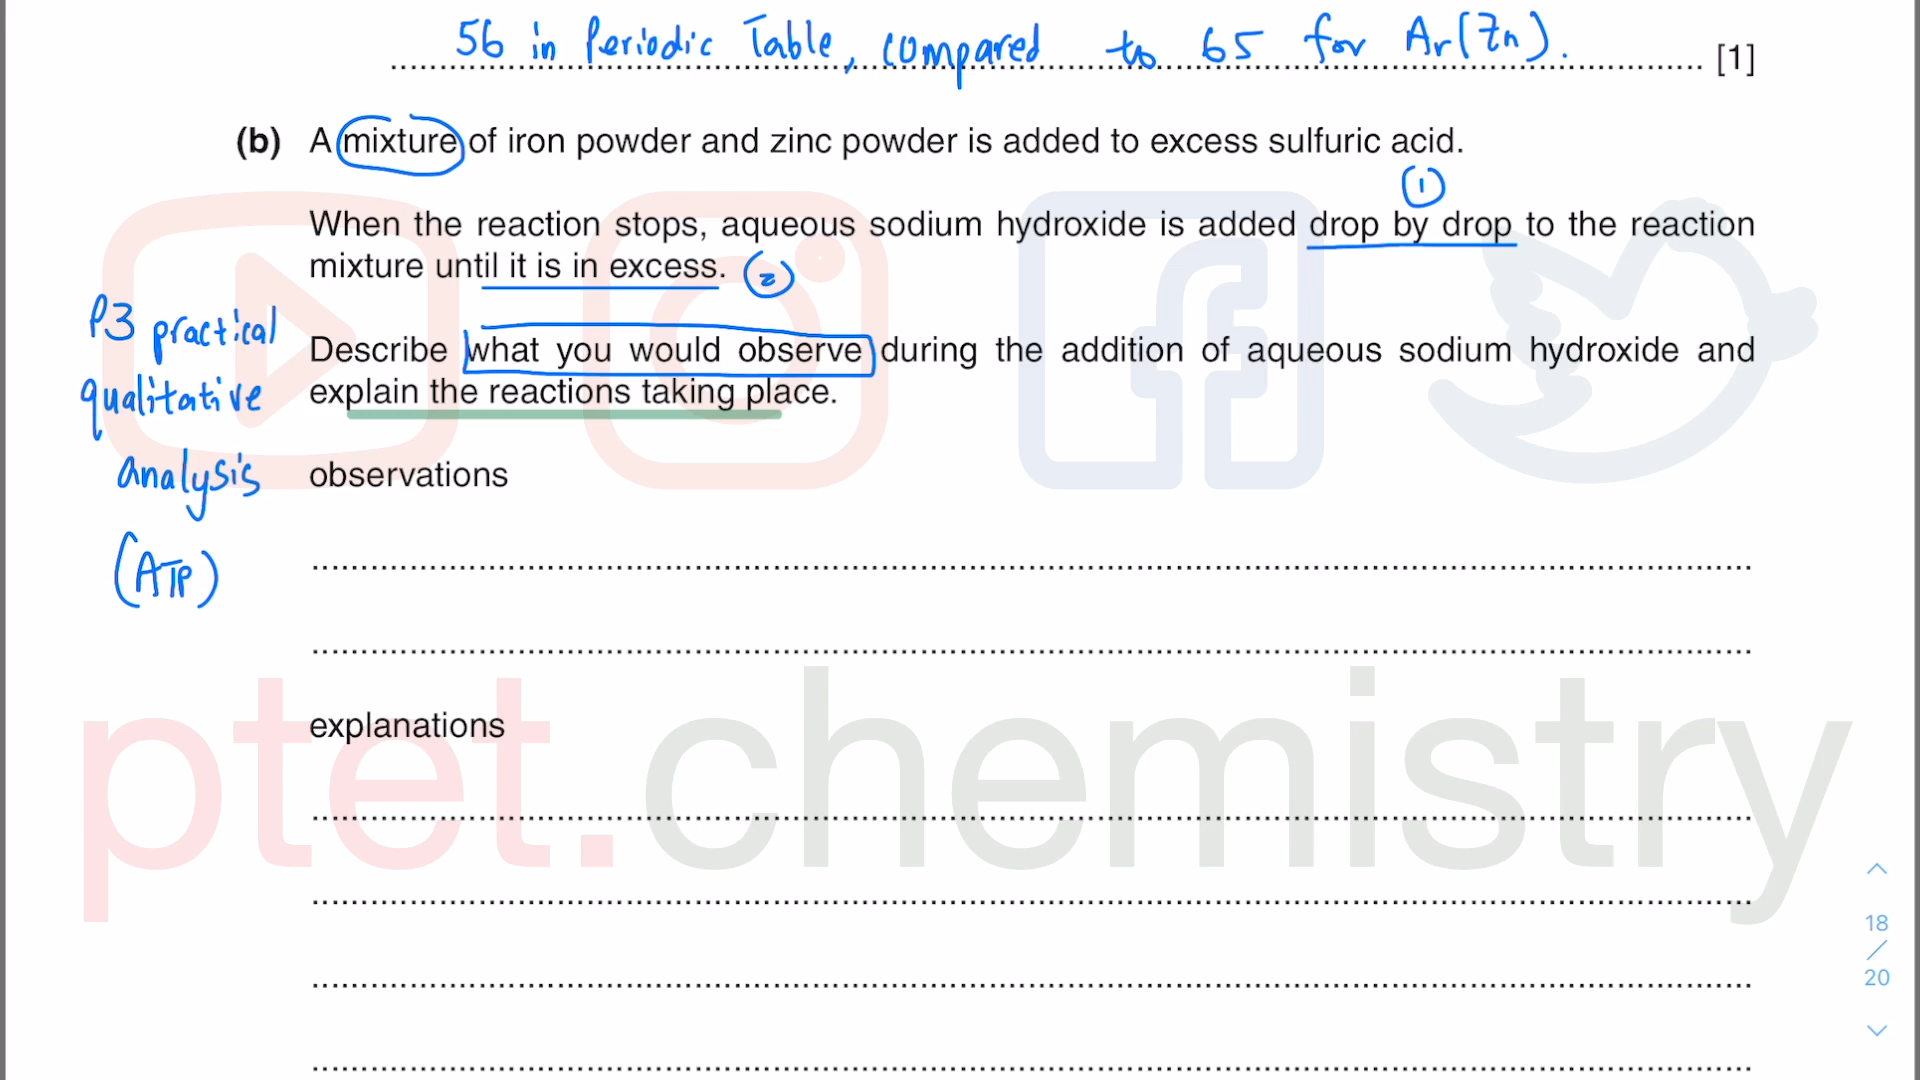 56 in Periodic Table, compared to 65 for Ar(Zn).
[1]
(b) A mixture of iron powder and zinc powder is added to excess sulfuric acid.
1
When the reaction stops, aqueous sodium hydroxide is added drop by drop to the reaction
mixture until it is in excess. 2
P3 practical
qualitative
analysis
(ATP)
Describe what you would observe during the addition of aqueous sodium hydroxide and
explain the reactions taking place.
observations
ptet.chemistry
explanations
18
/
20